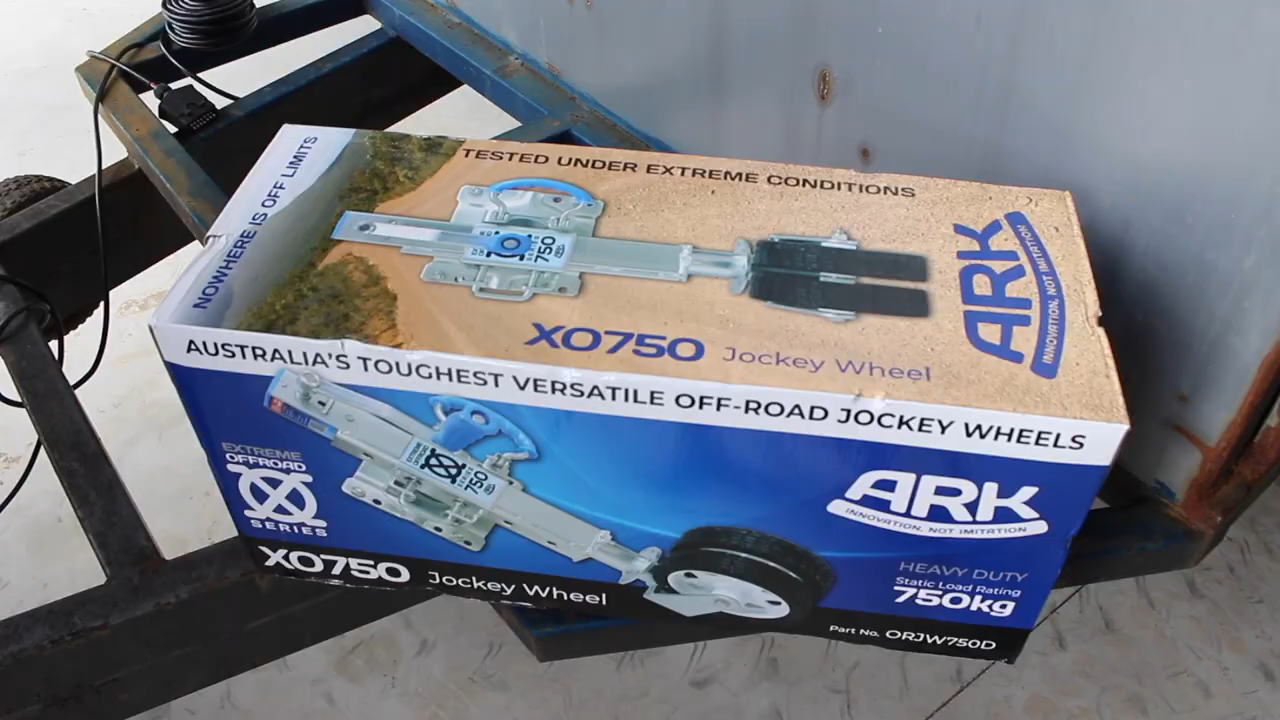 NOWHERE IS OFF LIMITS
TESTED UNDER EXTREME CONDITIONS
750
XO750 Jockey Wheel
ARK
INNOVATION, NOT IMITATION
AUSTRALIA'S TOUGHEST VERSATILE OFF-ROAD JOCKEY WHEELS
EXTREME
OFFROAD
XO
SERIES
750
ARK
INNOVATION, NOT IMITATION
HEAVY DUTY
Static Load Rating
750kg
XO750 Jockey Wheel
Part No. ORJW750D